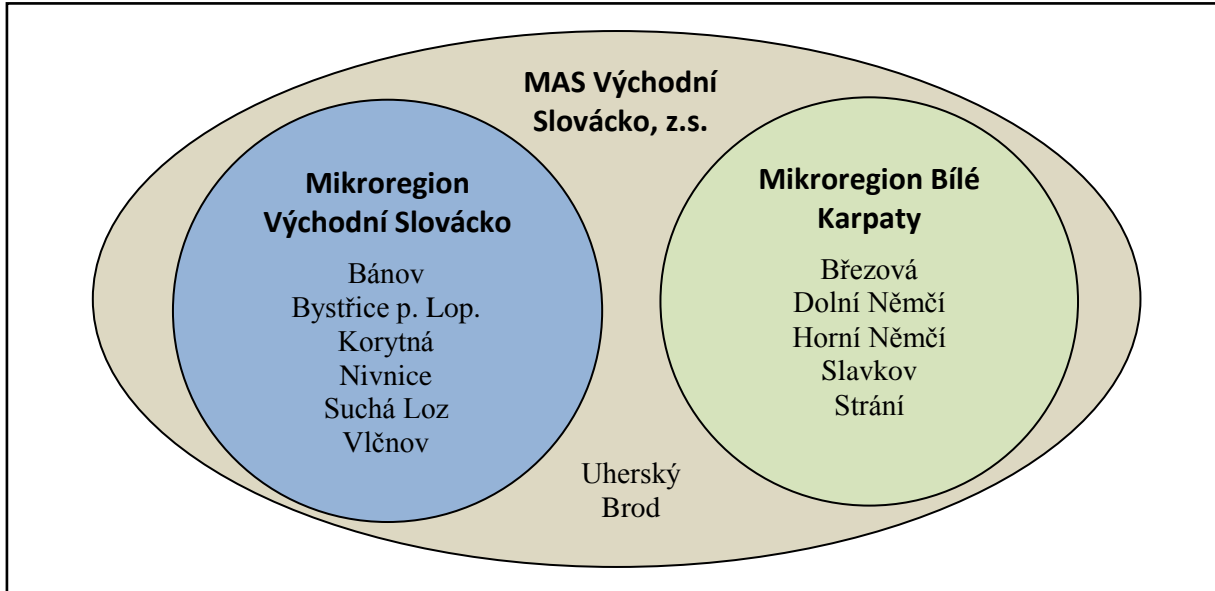 MAS Východní
Slovácko, z.s.
Mikroregion
Východní Slovácko
Bánov
Bystřice p. Lop.
Korytná
Nivnice
Suchá Loz
Vlčnov
Mikroregion Bílé
Karpaty
Březová
Dolní Němčí
Horní Němčí
Slavkov
Strání
Uherský
Brod